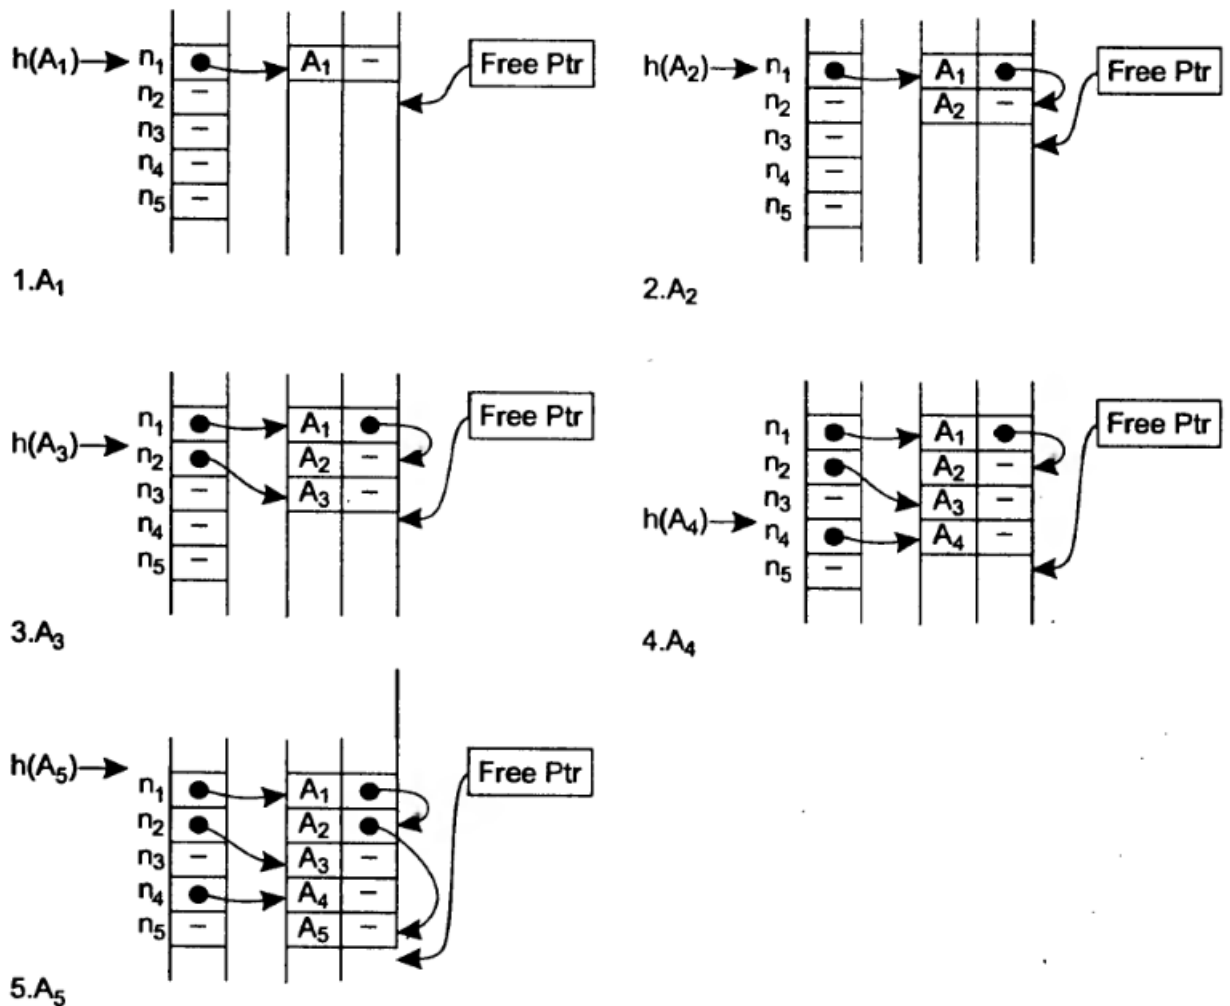 h(A₁) n₁ A₁ – Free Ptr
n₂ –
n₃ –
n₄ –
n₅ –
1.A₁
h(A₂) n₁ A₁ Free Ptr
n₂ – A₂ –
n₃ –
n₄ –
n₅ –
2.A₂
n₁ A₁ Free Ptr
h(A₃) n₂ A₂ –
n₃ – A₃ –
n₄ –
n₅ –
3.A₃
n₁ A₁ Free Ptr
n₂ A₂ –
n₃ – A₃ –
h(A₄) n₄ A₄ –
n₅ –
4.A₄
h(A₅) Free Ptr
n₁ A₁
n₂ A₂
n₃ – A₃ –
n₄ A₄ –
n₅ – A₅ –
5.A₅